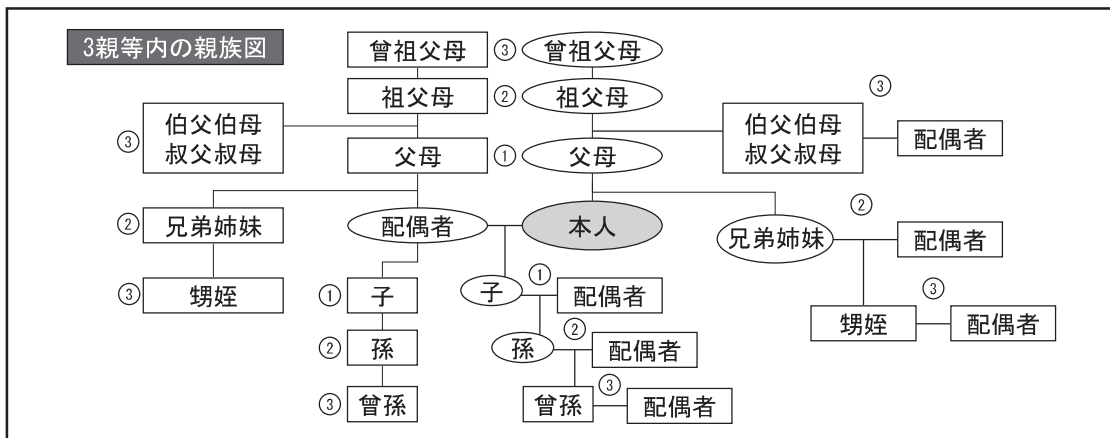 3親等内の親族図
曾祖父母 ③ 曾祖父母
祖父母 ② 祖父母
③ 伯父伯母
叔父叔母
伯父伯母
叔父叔母
③
配偶者
父母 ① 父母
② 兄弟姉妹
配偶者
本人
兄弟姉妹
②
配偶者
③ 甥姪
① 子
子
①
配偶者
甥姪
③
配偶者
② 孫
孫
②
配偶者
③ 曾孫
曾孫
③
配偶者